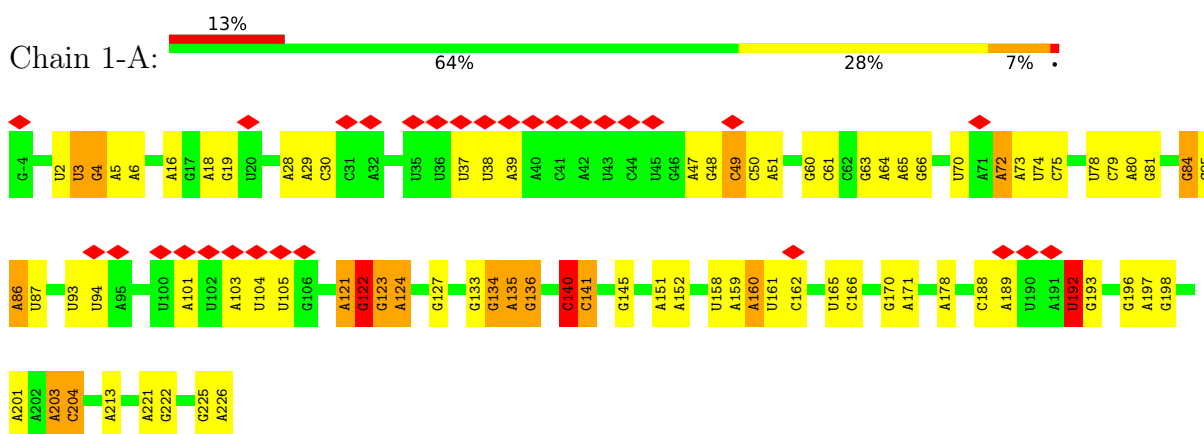 13%
Chain 1-A:
64% 28% 7% •
G-4 U2 U3 G4 A5 A6 A16 G17 A18 G19 U20 A28 A29 C30 C31 A32 U35 U36 U37 U38 A39 A40 C41 A42 U43 C44 U45 G46 A47 G48 C49 C50 A51 G60 C61 C62 G63 A64 A65 G66 U70 A71 A72 A73 U74 C75 U78 C79 A80 G81 G84
A86 U87 U93 U94 A95 U100 A101 U102 A103 U104 U105 G106 A121 G122 G123 A124 G127 G133 G134 A135 G136 C140 C141 G145 A151 A152 U158 A159 A160 U161 C162 U165 C166 G170 A171 A178 C188 A189 U190 A191 U192 G193 G196 A197 G198
A201 A202 A203 C204 A213 A221 G222 G225 A226